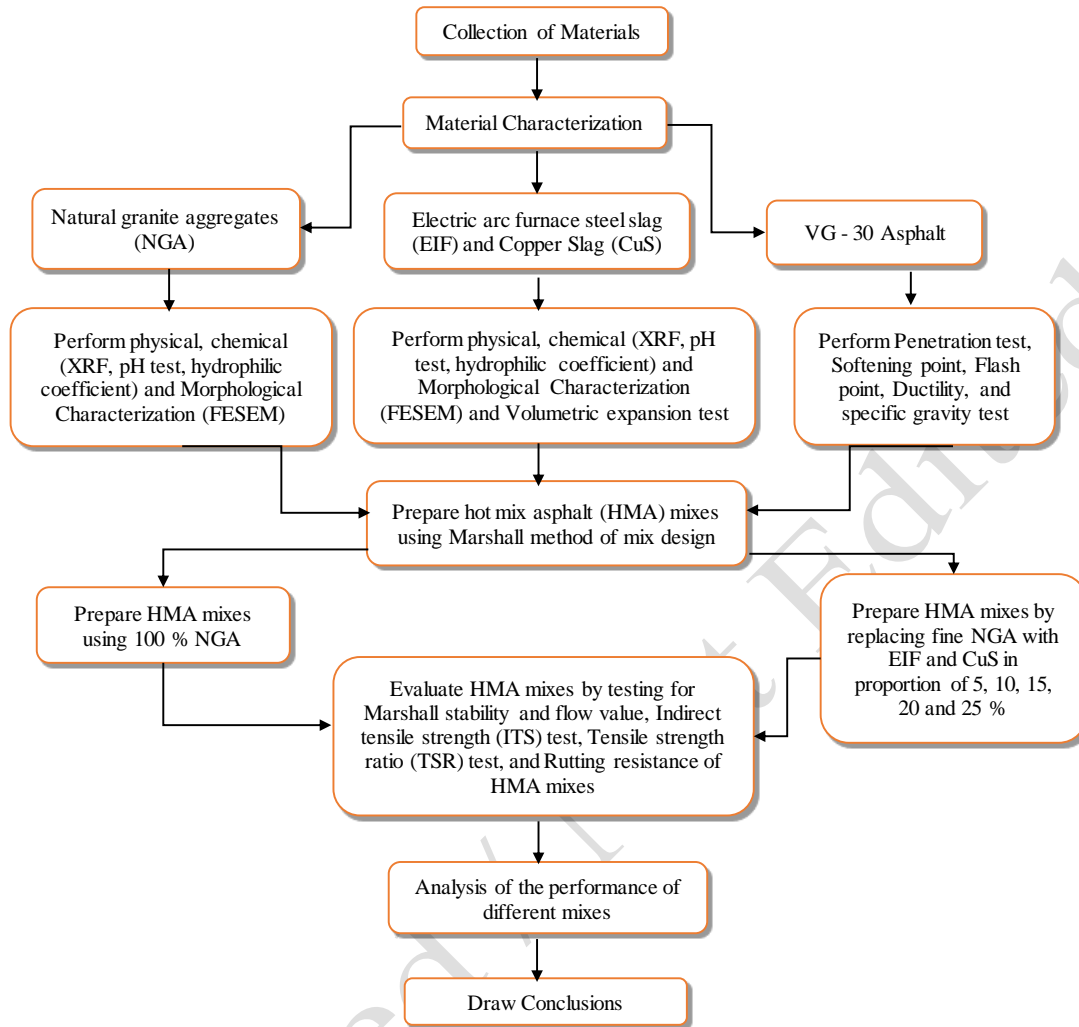 Collection of Materials
Material Characterization
Natural granite aggregates
(NGA)
Electric arc furnace steel slag
(EIF) and Copper Slag (CuS)
VG - 30 Asphalt
Perform physical, chemical
(XRF, pH test, hydrophilic
coefficient) and Morphological
Characterization (FESEM)
Perform physical, chemical (XRF, pH
test, hydrophilic coefficient) and
Morphological Characterization
(FESEM) and Volumetric expansion test
Perform Penetration test,
Softening point, Flash
point, Ductility, and
specific gravity test
Prepare hot mix asphalt (HMA) mixes
using Marshall method of mix design
Prepare HMA mixes
using 100 % NGA
Prepare HMA mixes by
replacing fine NGA with
EIF and CuS in
proportion of 5, 10, 15,
20 and 25 %
Evaluate HMA mixes by testing for
Marshall stability and flow value, Indirect
tensile strength (ITS) test, Tensile strength
ratio (TSR) test, and Rutting resistance of
HMA mixes
Analysis of the performance of
different mixes
Draw Conclusions